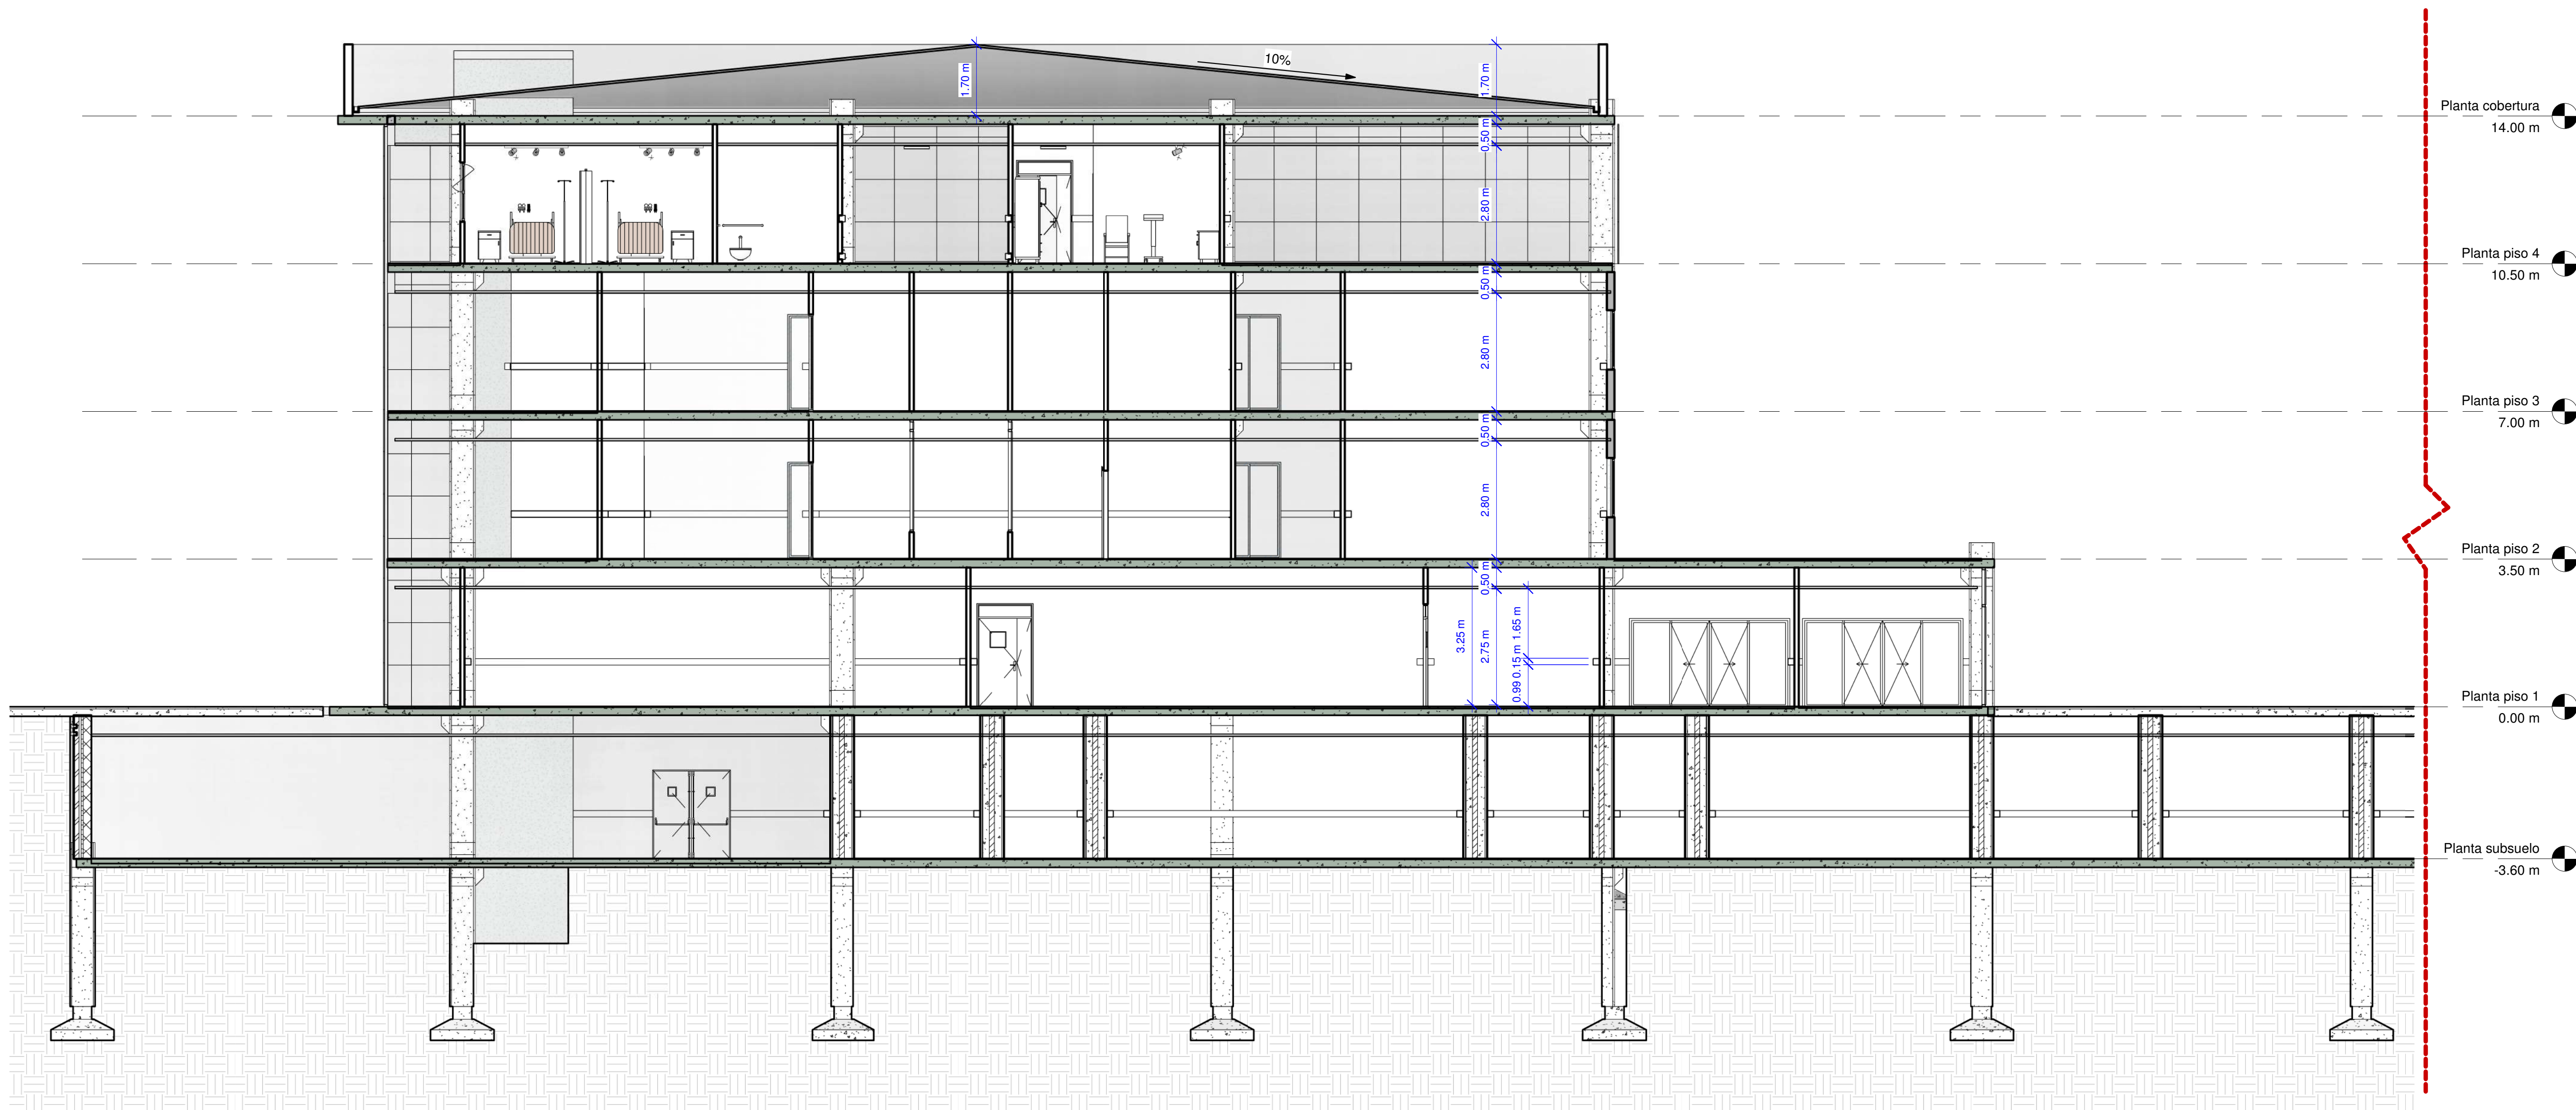 10%
1.70 m
1.70 m
Planta cobertura
14.00 m
0.50 m
2.80 m
Planta piso 4
10.50 m
0.50 m
2.80 m
Planta piso 3
7.00 m
0.50 m
2.80 m
Planta piso 2
3.50 m
0.50 m
3.25 m
2.75 m
1.65 m
0.15 m
0.99
Planta piso 1
0.00 m
Planta subsuelo
-3.60 m